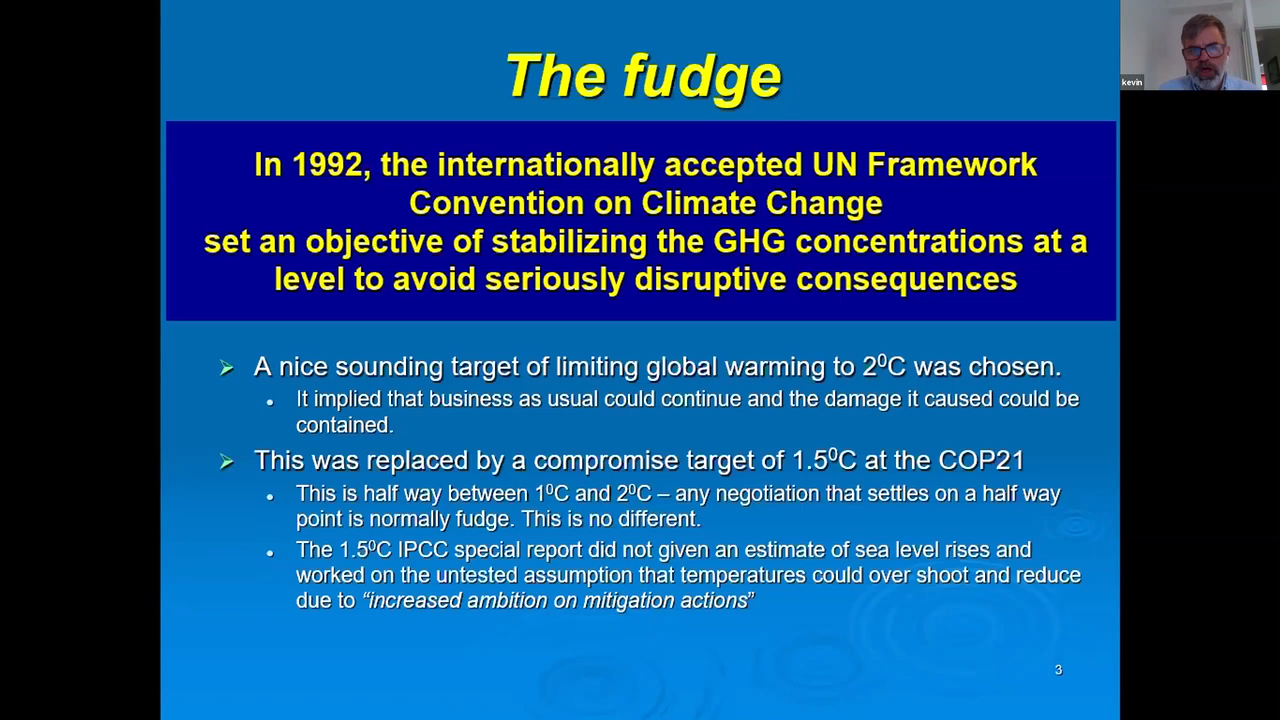 The fudge
In 1992, the internationally accepted UN Framework
Convention on Climate Change
set an objective of stabilizing the GHG concentrations at a
level to avoid seriously disruptive consequences
A nice sounding target of limiting global warming to 2⁰C was chosen.
It implied that business as usual could continue and the damage it caused could be
contained.
This was replaced by a compromise target of 1.5⁰C at the COP21
This is half way between 1⁰C and 2⁰C – any negotiation that settles on a half way
point is normally fudge. This is no different.
The 1.5⁰C IPCC special report did not given an estimate of sea level rises and
worked on the untested assumption that temperatures could over shoot and reduce
due to “increased ambition on mitigation actions”
3
kevin